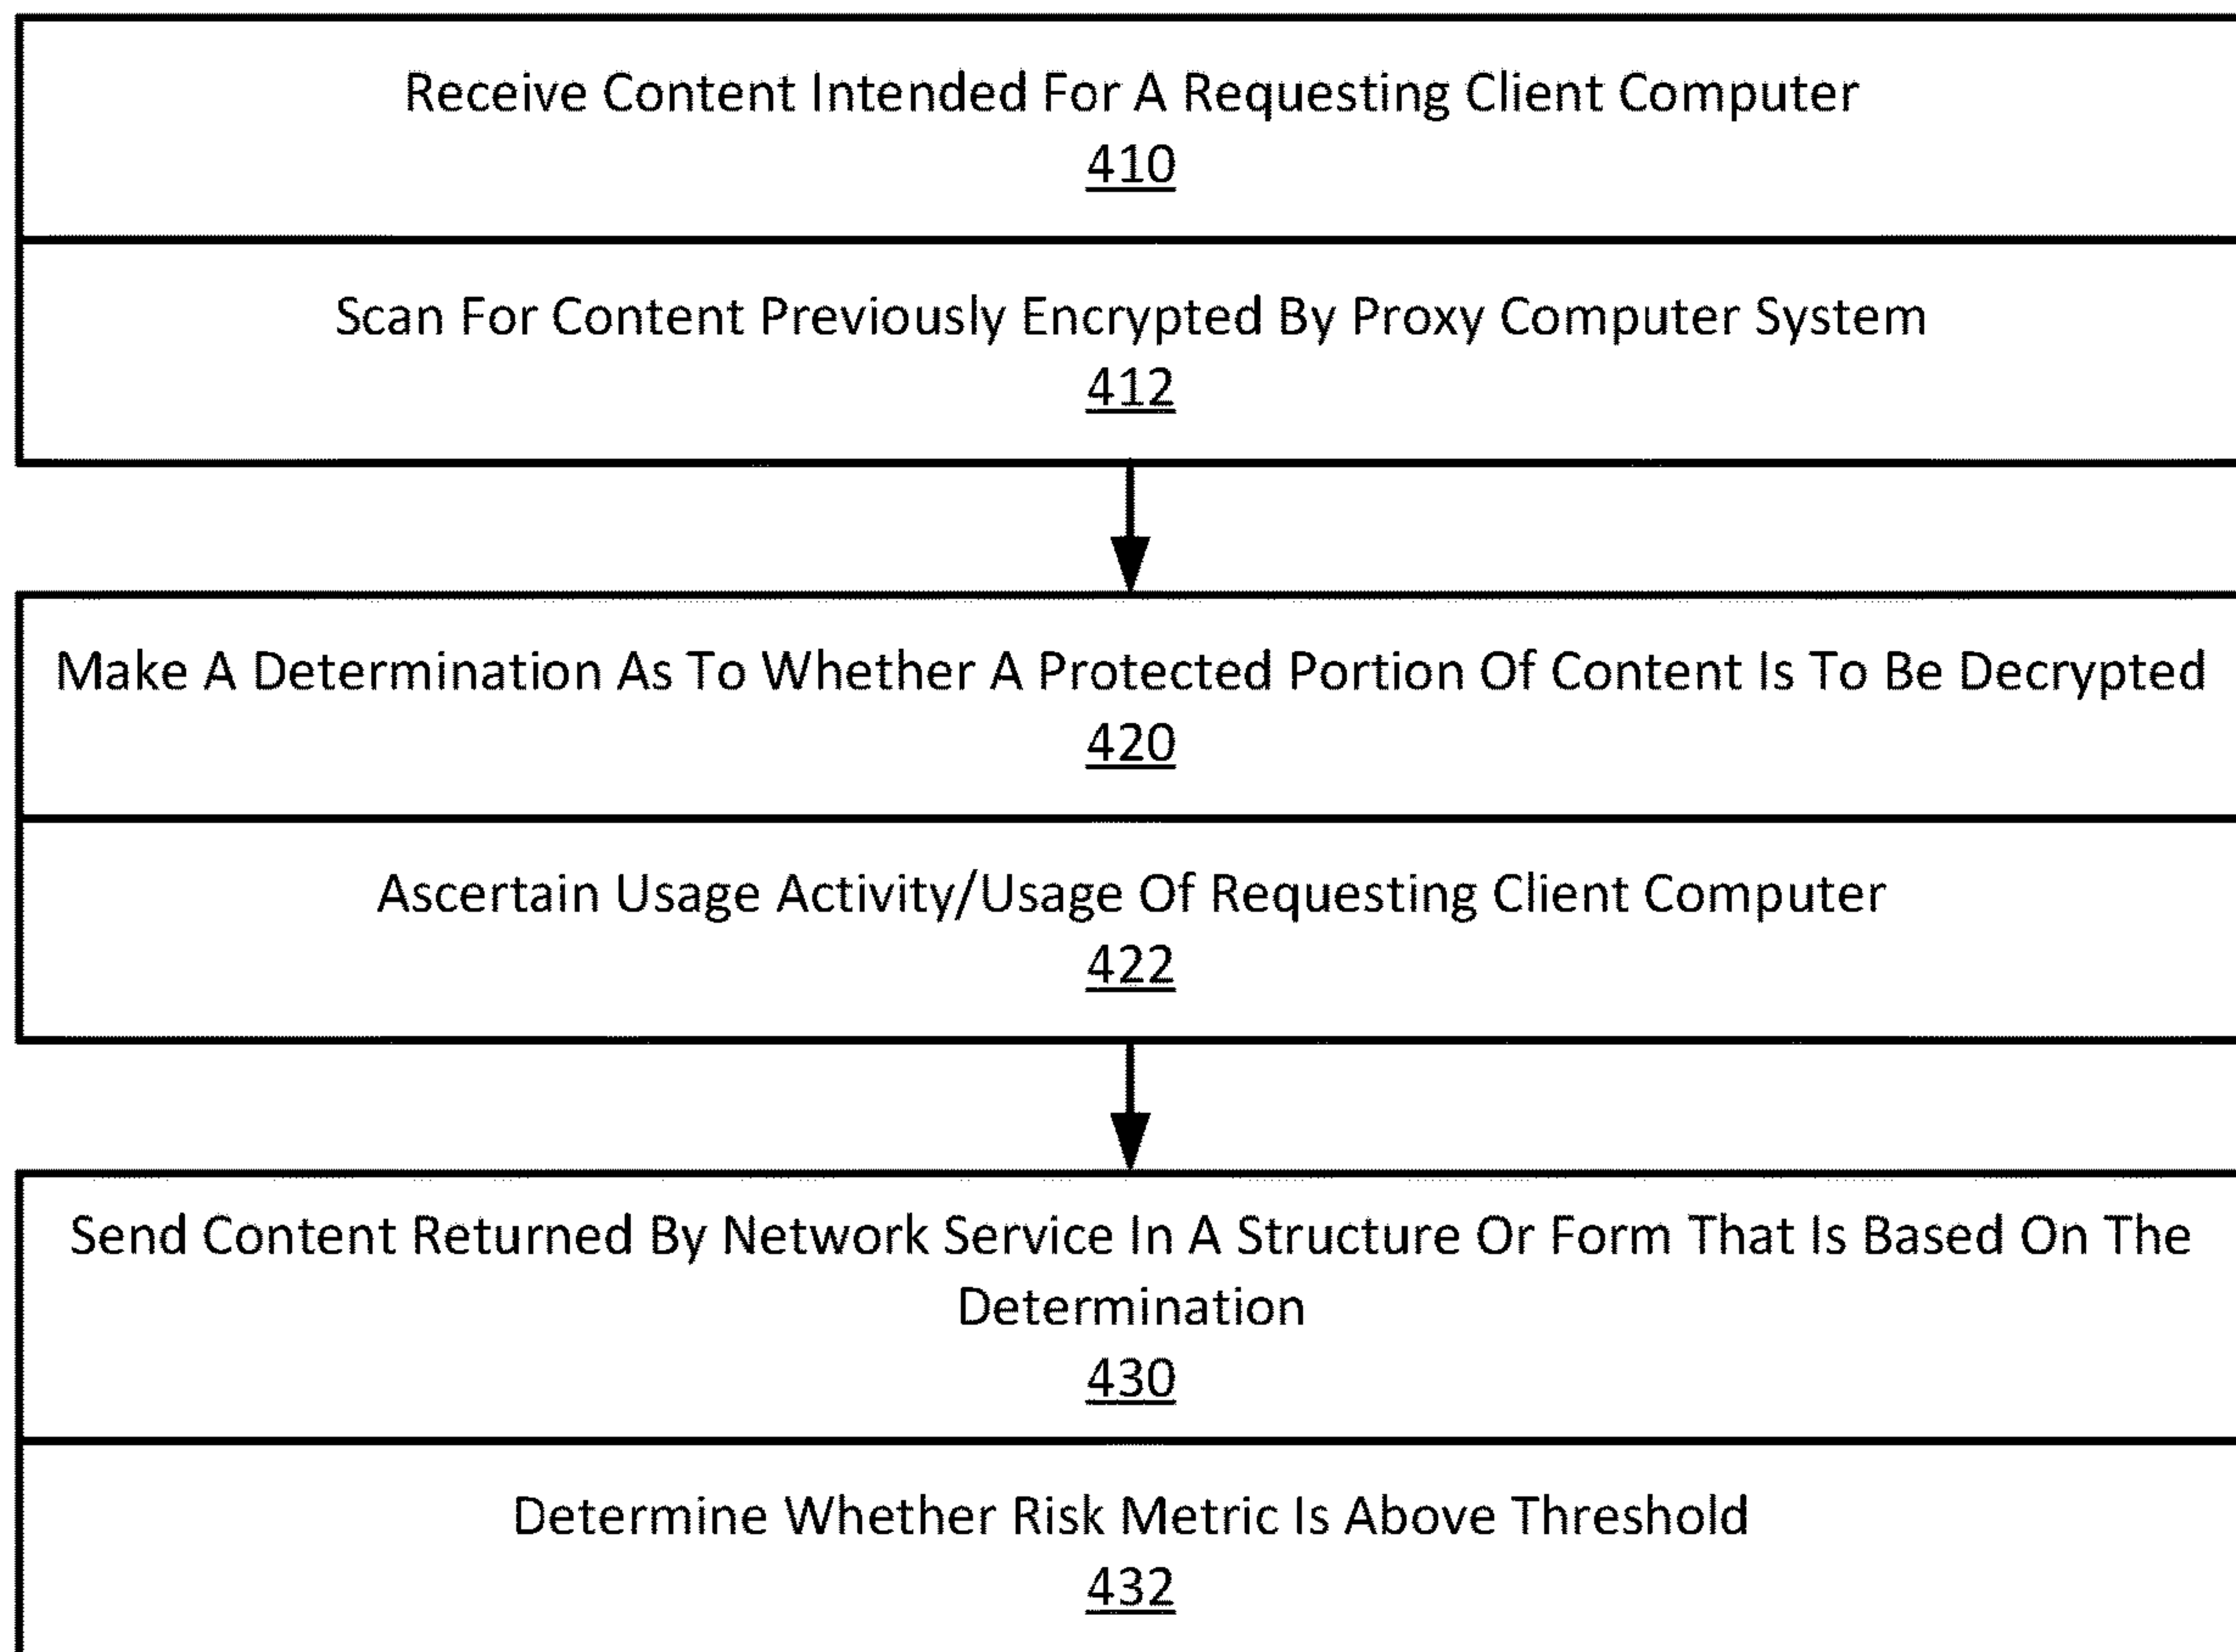 Receive Content Intended For A Requesting Client Computer
410
Scan For Content Previously Encrypted By Proxy Computer System
412
Make A Determination As To Whether A Protected Portion Of Content Is To Be Decrypted
420
Ascertain Usage Activity/Usage Of Requesting Client Computer
422
Send Content Returned By Network Service In A Structure Or Form That Is Based On The
Determination
430
Determine Whether Risk Metric Is Above Threshold
432